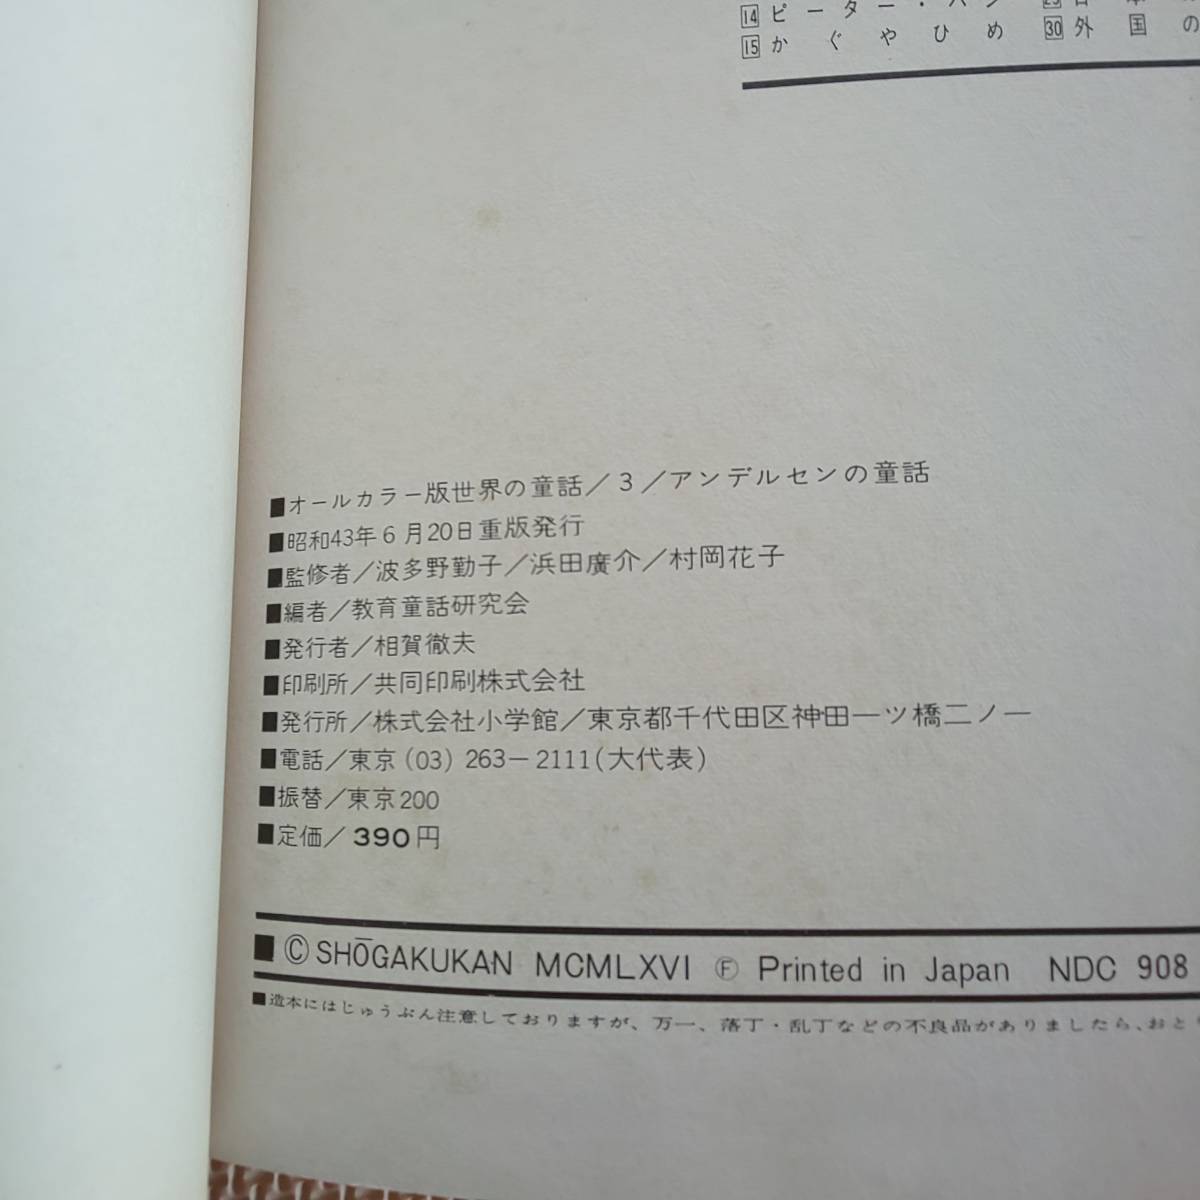 14 ピーター・パン
15 かぐやひめ
30 外国の
■オールカラー版世界の童話／3／アンデルセンの童話
■昭和43年6月20日重版発行
■監修者／波多野勤子／浜田廣介／村岡花子
■編者／教育童話研究会
■発行者／相賀徹夫
■印刷所／共同印刷株式会社
■発行所／株式会社小学館／東京都千代田区神田一ツ橋二ノ一
■電話／東京(03) 263－2111(大代表)
■振替／東京200
■定価／390円
■ⒸSHŌGAKUKAN MCMLXVI Ⓕ Printed in Japan NDC 908
■造本にはじゅうぶん注意しておりますが、万一、落丁・乱丁などの不良品がありましたら、おと